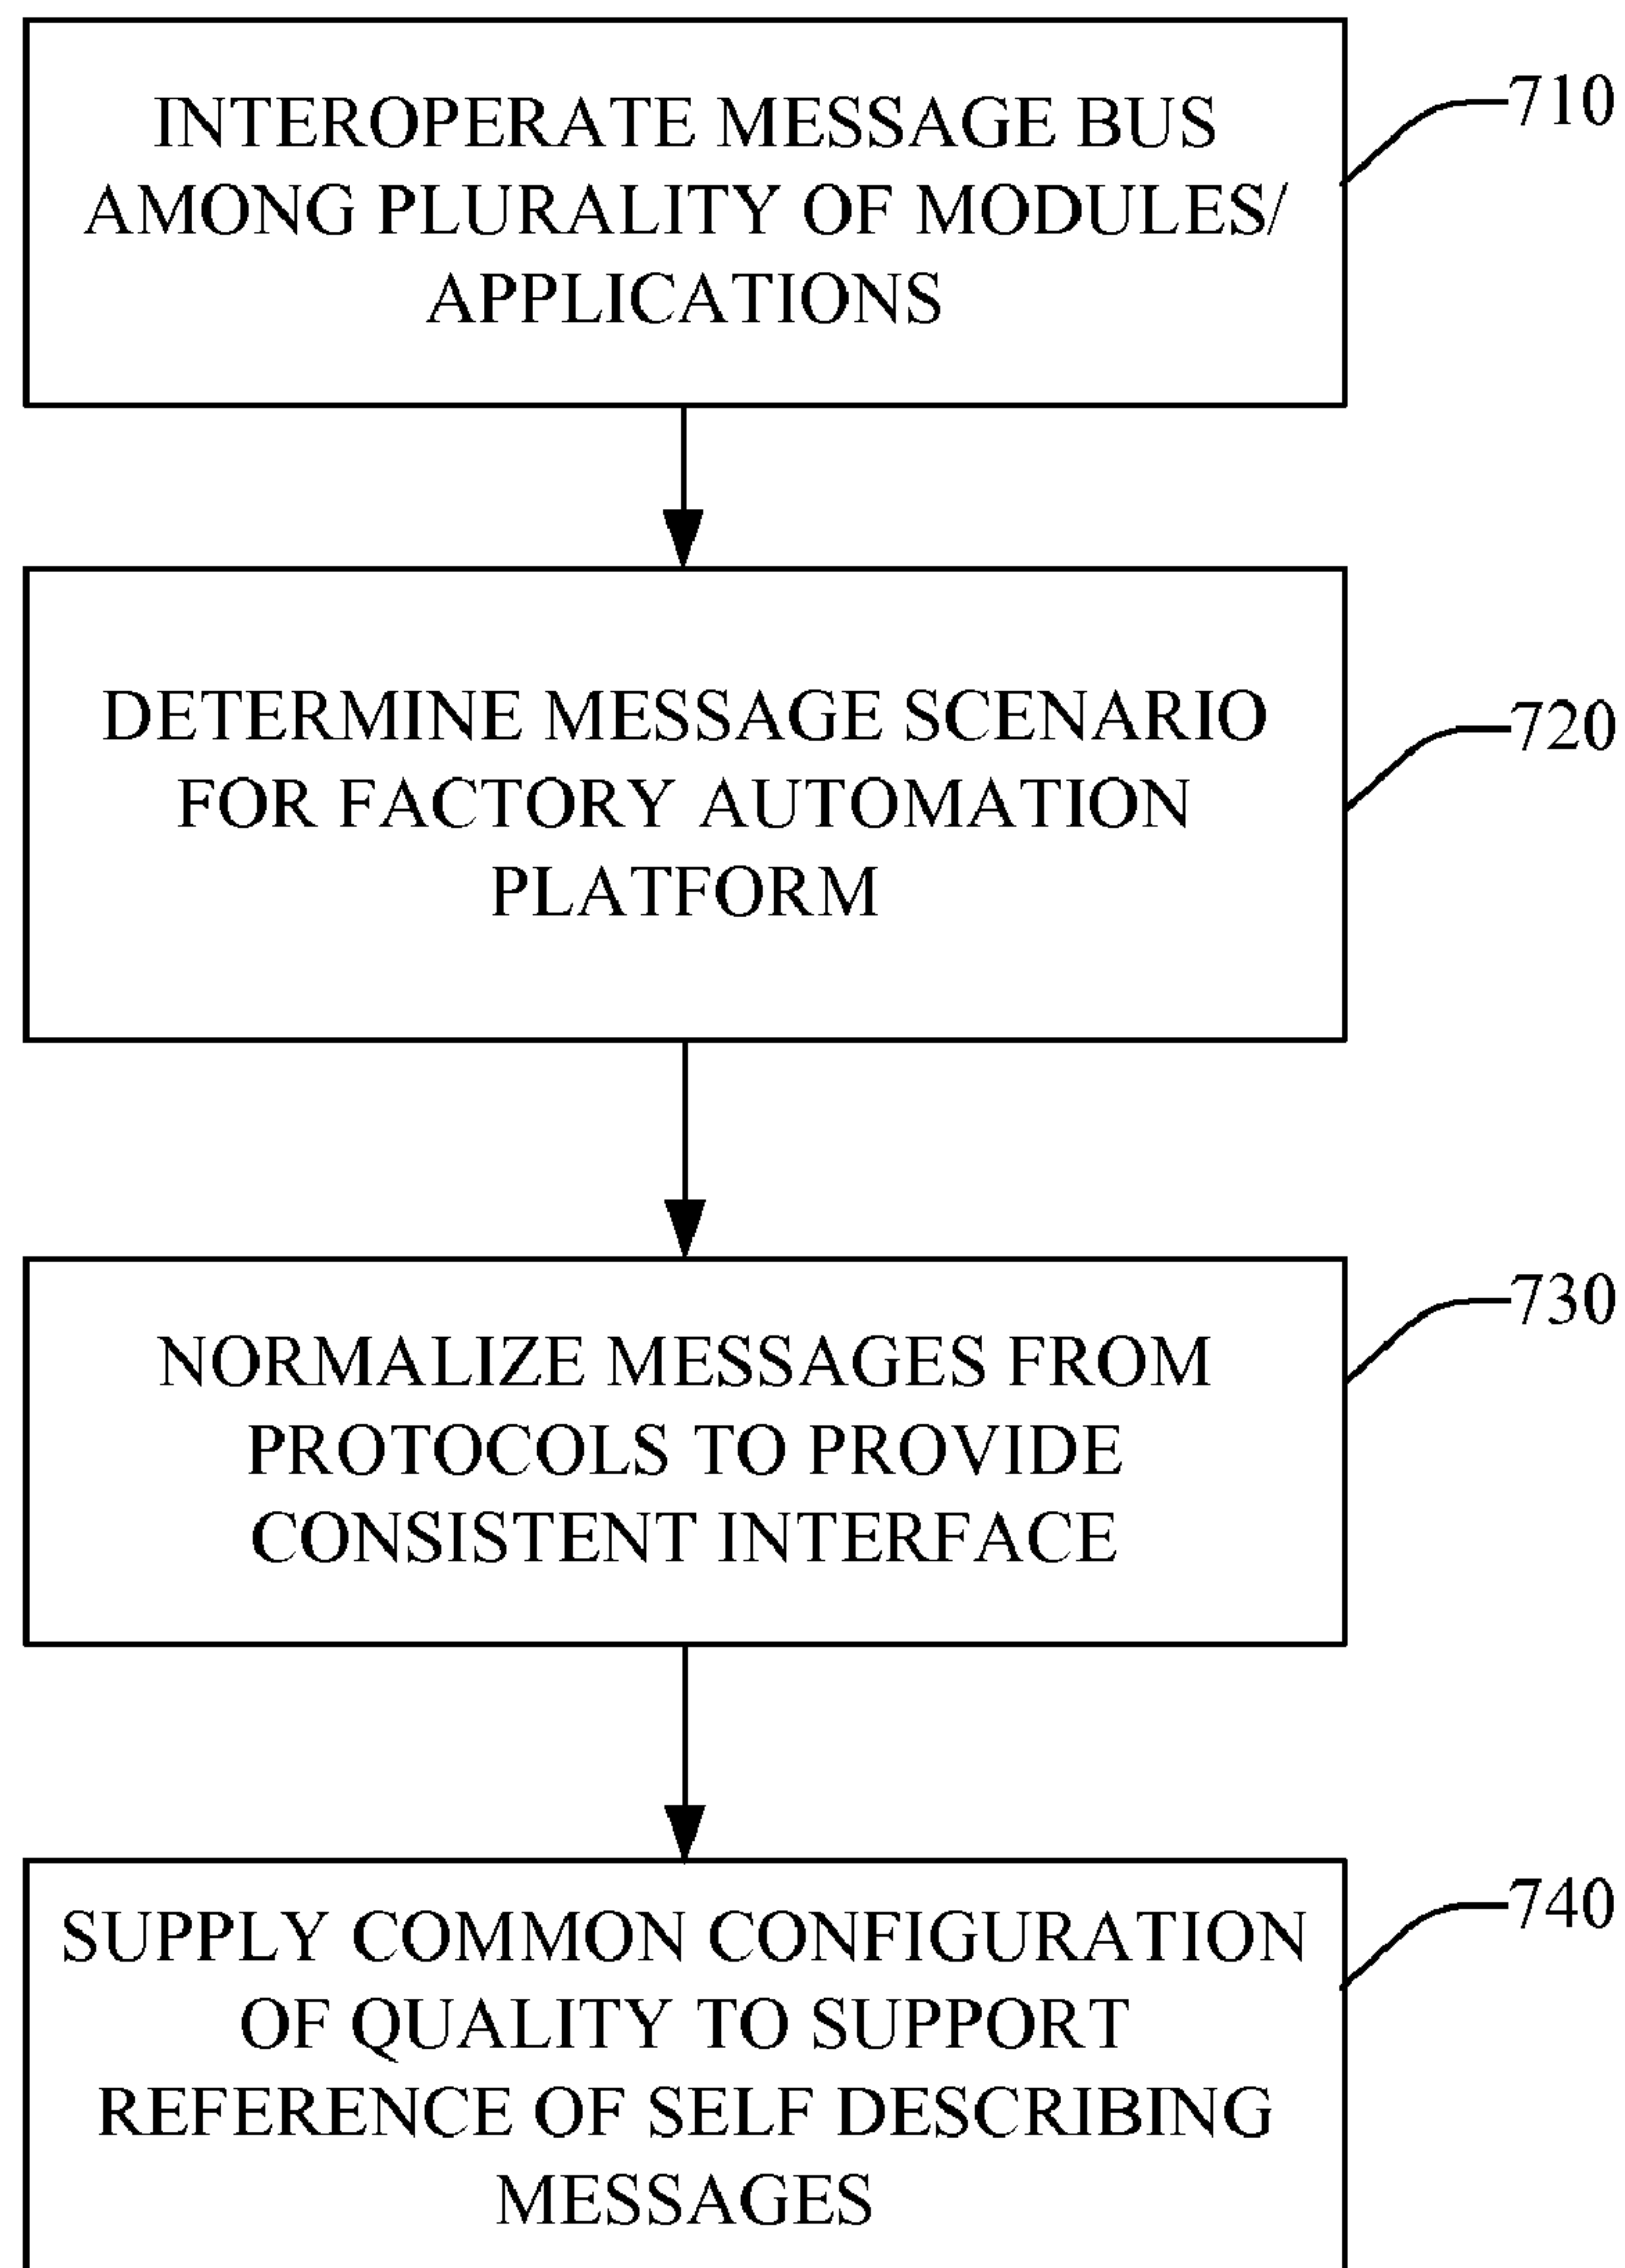 INTEROPERATE MESSAGE BUS
AMONG PLURALITY OF MODULES/
APPLICATIONS
710
DETERMINE MESSAGE SCENARIO
FOR FACTORY AUTOMATION
PLATFORM
720
NORMALIZE MESSAGES FROM
PROTOCOLS TO PROVIDE
CONSISTENT INTERFACE
730
SUPPLY COMMON CONFIGURATION
OF QUALITY TO SUPPORT
REFERENCE OF SELF DESCRIBING
MESSAGES
740